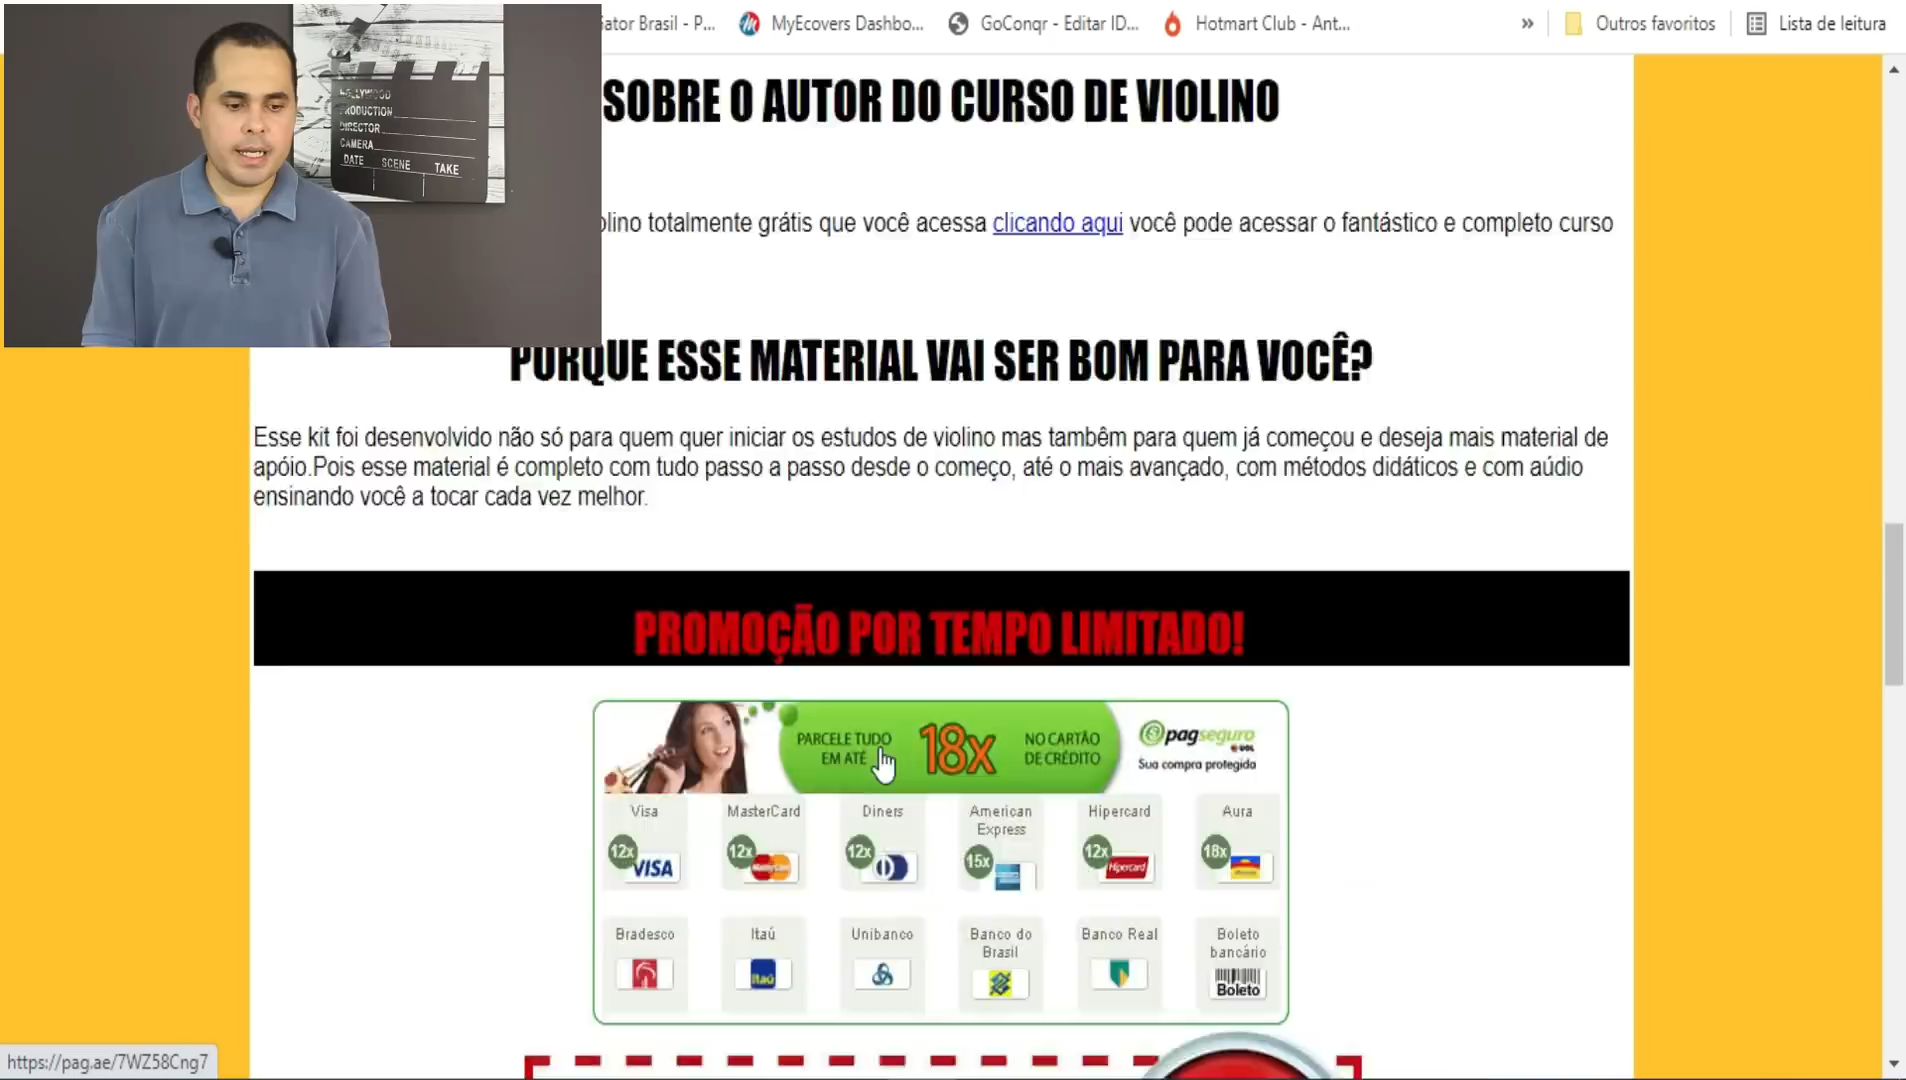 iator Brasil - P...
MyEcovers Dashbo...
GoConqr - Editar ID...
Hotmart Club - Ant...
»
Outros favoritos
Lista de leitura
HOLLYWOOD
PRODUCTION
DIRECTOR
CAMERA
DATE SCENE TAKE
SOBRE O AUTOR DO CURSO DE VIOLINO
olino totalmente grátis que você acessa clicando aqui você pode acessar o fantástico e completo curso
PORQUE ESSE MATERIAL VAI SER BOM PARA VOCÊ?
Esse kit foi desenvolvido não só para quem quer iniciar os estudos de violino mas tambêm para quem já começou e deseja mais material de
apóio.Pois esse material é completo com tudo passo a passo desde o começo, até o mais avançado, com métodos didáticos e com aúdio
ensinando você a tocar cada vez melhor.
PROMOÇÃO POR TEMPO LIMITADO!
PARCELE TUDO
EM ATÉ
18x
NO CARTÃO
DE CRÉDITO
pagseguro
UOL
Sua compra protegida
Visa
MasterCard
Diners
American
Express
Hipercard
Aura
12x VISA
12x MasterCard
12x
15x
12x Hipercard
18x
Bradesco
Itaú
Unibanco
Banco do
Brasil
Banco Real
Boleto
bancário
Itaú
Boleto
https://pag.ae/7WZ58Cng7